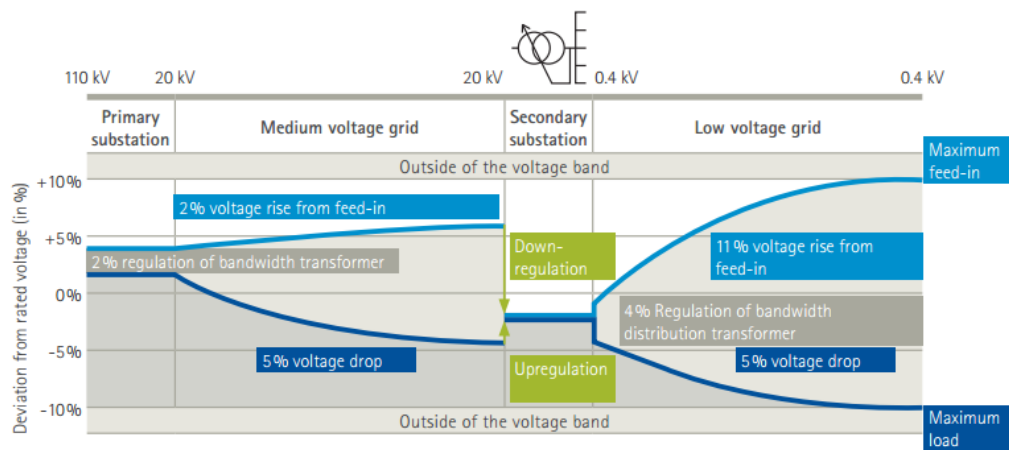 110 kV
20 kV
20 kV
0.4 kV
0.4 kV
Primary
substation
Medium voltage grid
Secondary
substation
Low voltage grid
Outside of the voltage band
Maximum
feed-in
Deviation from rated voltage (in %)
+10%
+5%
0%
-5%
-10%
2% voltage rise from feed-in
2% regulation of bandwidth transformer
5% voltage drop
Down-
regulation
Upregulation
11% voltage rise from
feed-in
4% Regulation of bandwidth
distribution transformer
5% voltage drop
Outside of the voltage band
Maximum
load